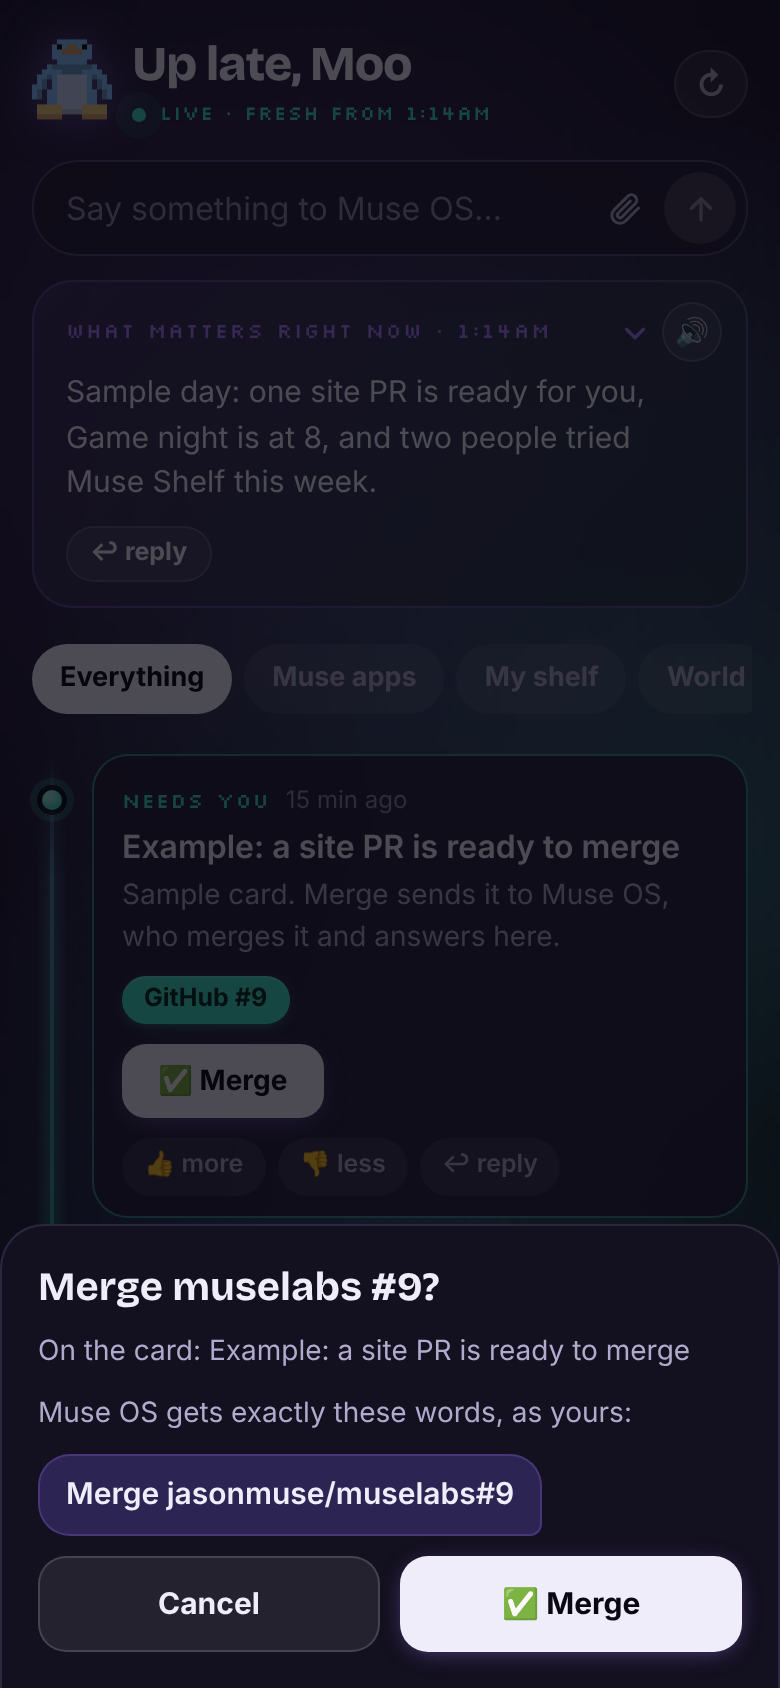 Up late, Moo
LIVE · FRESH FROM 1:14AM
Say something to Muse OS...
WHAT MATTERS RIGHT NOW · 1:14AM
Sample day: one site PR is ready for you,
Game night is at 8, and two people tried
Muse Shelf this week.
↩ reply
Everything Muse apps My shelf World
NEEDS YOU 15 min ago
Example: a site PR is ready to merge
Sample card. Merge sends it to Muse OS,
who merges it and answers here.
GitHub #9
✅ Merge
👍 more 👎 less ↩ reply
Merge muselabs #9?
On the card: Example: a site PR is ready to merge
Muse OS gets exactly these words, as yours:
Merge jasonmuse/muselabs#9
Cancel ✅ Merge